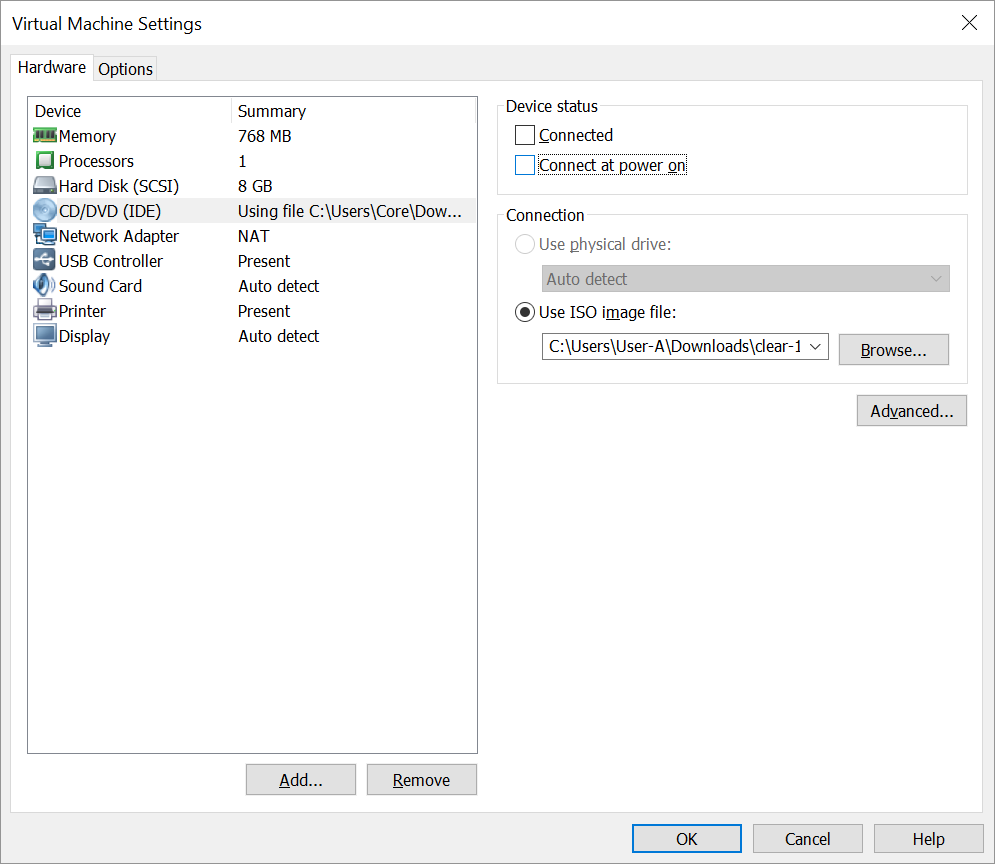 Virtual Machine Settings
Hardware Options
Device Summary
Memory 768 MB
Processors 1
Hard Disk (SCSI) 8 GB
CD/DVD (IDE) Using file C:\Users\Core\Dow...
Network Adapter NAT
USB Controller Present
Sound Card Auto detect
Printer Present
Display Auto detect
Add... Remove
Device status
Connected
Connect at power on
Connection
Use physical drive:
Auto detect
Use ISO image file:
C:\Users\User-A\Downloads\clear-1 Browse...
Advanced...
OK Cancel Help